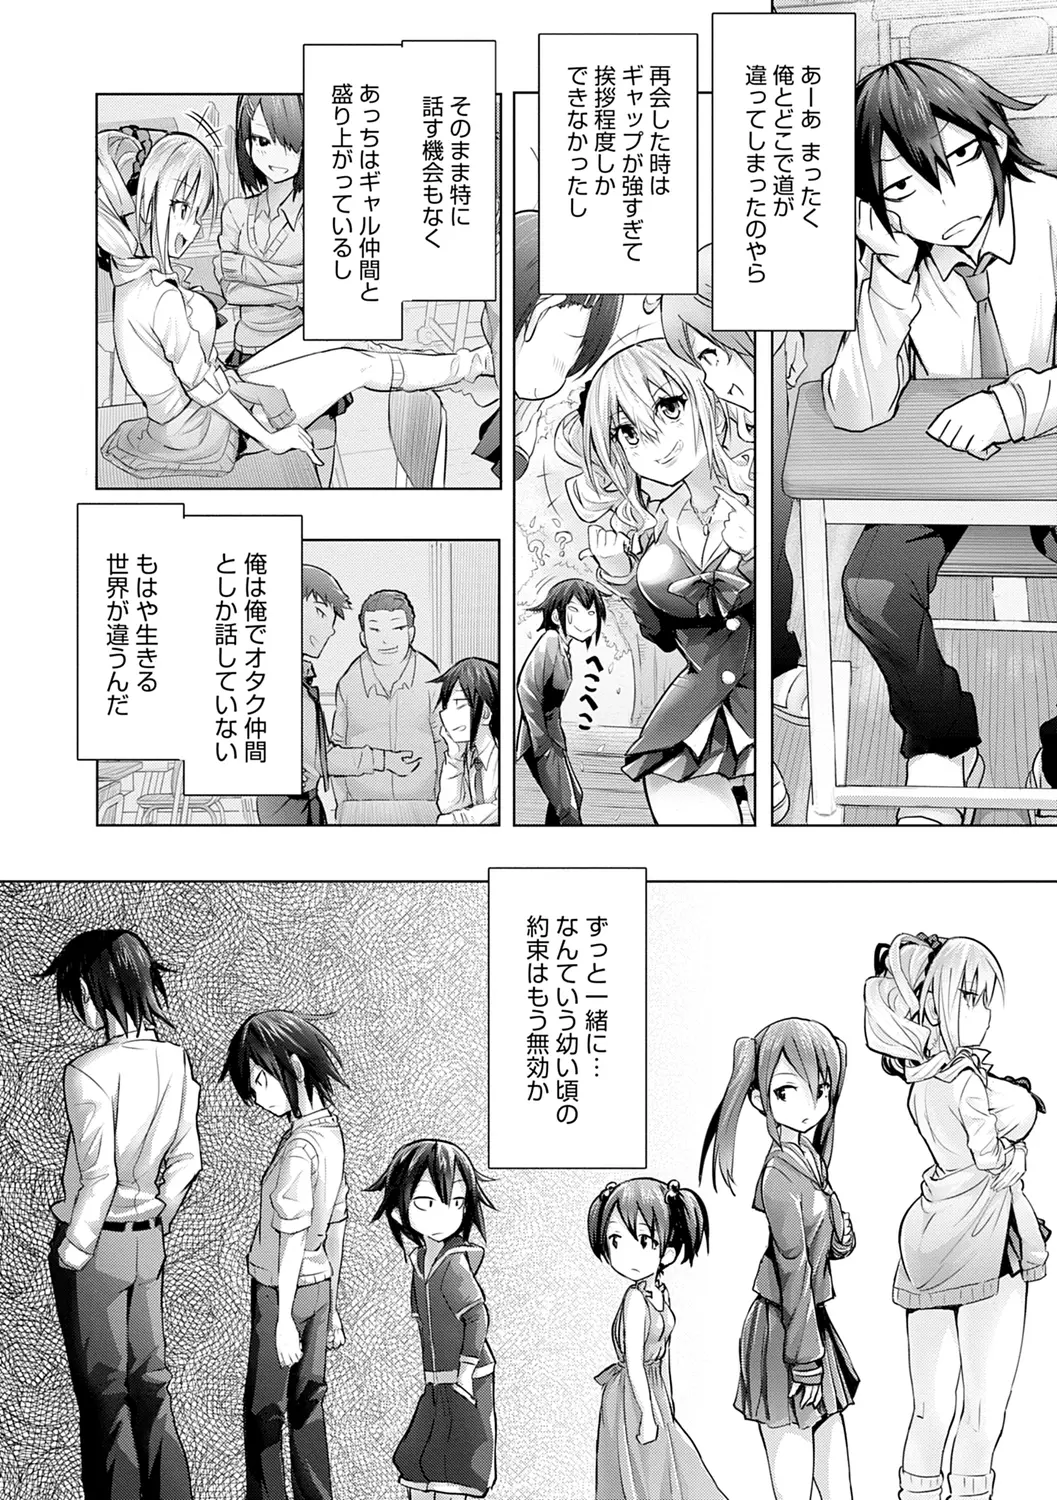 あーあ まったく
俺とどこで道が
違ってしまったのやら
再会した時は
ギャップが強すぎて
挨拶程度しか
できなかったし
へこへこ
そのまま特に
話す機会もなく
あっちはギャル仲間と
盛り上がっているし
俺は俺でオタク仲間
としか話していない
もはや生きる
世界が違うんだ
ずっと一緒に…
なんていう幼い頃の
約束はもう無効か